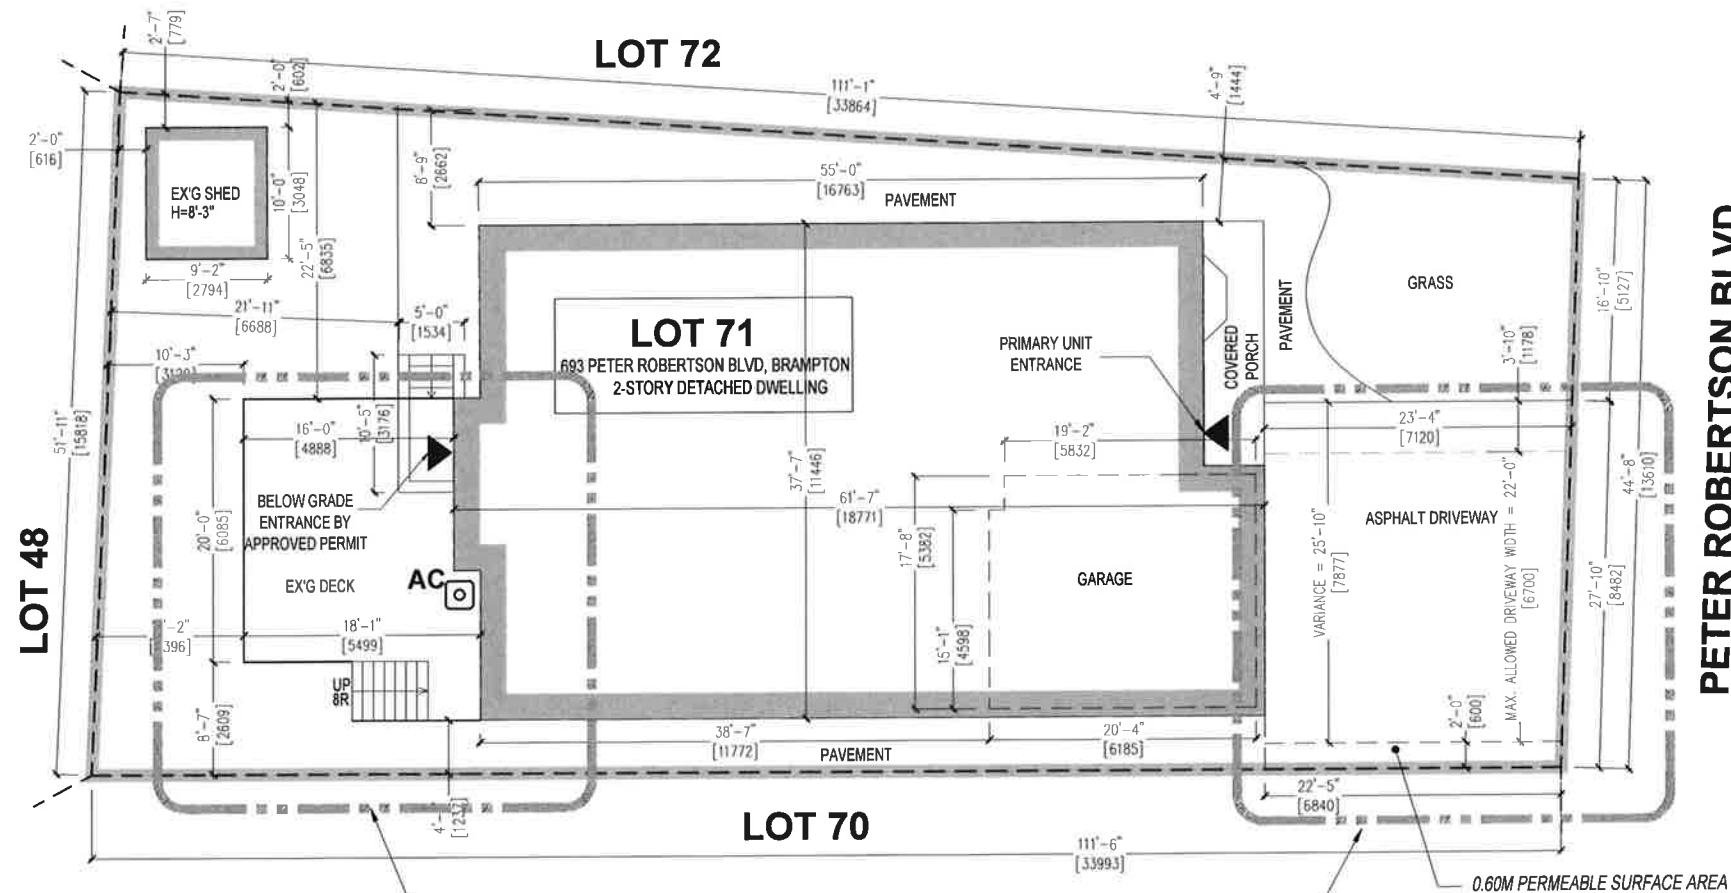 LOT 72
2'-7"
[779]
2'-0"
[602]
111'-1"
[33864]
4'-9"
[1444]
2'-0"
[616]
EX'G SHED
H=8'-3"
10'-0"
[3048]
9'-2"
[2794]
22'-5"
[6835]
8'-9"
[2662]
55'-0"
[16763]
PAVEMENT
21'-11"
[6688]
5'-0"
[1534]
10'-3"
51'-11"
[15818]
LOT 71
693 PETER ROBERTSON BLVD, BRAMPTON
2-STORY DETACHED DWELLING
PRIMARY UNIT
ENTRANCE
COVERED
PORCH
PAVEMENT
GRASS
16'-10"
[5127]
3'-10"
[1178]
PETER ROBERTSON BLVD
16'-0"
[4888]
10'-5"
[3176]
BELOW GRADE
ENTRANCE BY
APPROVED PERMIT
20'-0"
[6085]
EX'G DECK
AC
37'-7"
[11446]
61'-7"
[18771]
19'-2"
[5832]
17'-8"
[5382]
15'-1"
[4598]
GARAGE
23'-4"
[7120]
ASPHALT DRIVEWAY
VARIANCE = 25'-10"
[7877]
MAX. ALLOWED DRIVEWAY WIDTH = 22'-0"
[6700]
44'-8"
[13610]
27'-10"
[8482]
LOT 48
'-2"
396]
18'-1"
[5499]
UP
8R
8'-7"
[2609]
38'-7"
[11772]
PAVEMENT
20'-4"
[6185]
2'-0"
[600]
22'-5"
[6840]
[1237]
LOT 70
111'-6"
[33993]
0.60M PERMEABLE SURFACE AREA